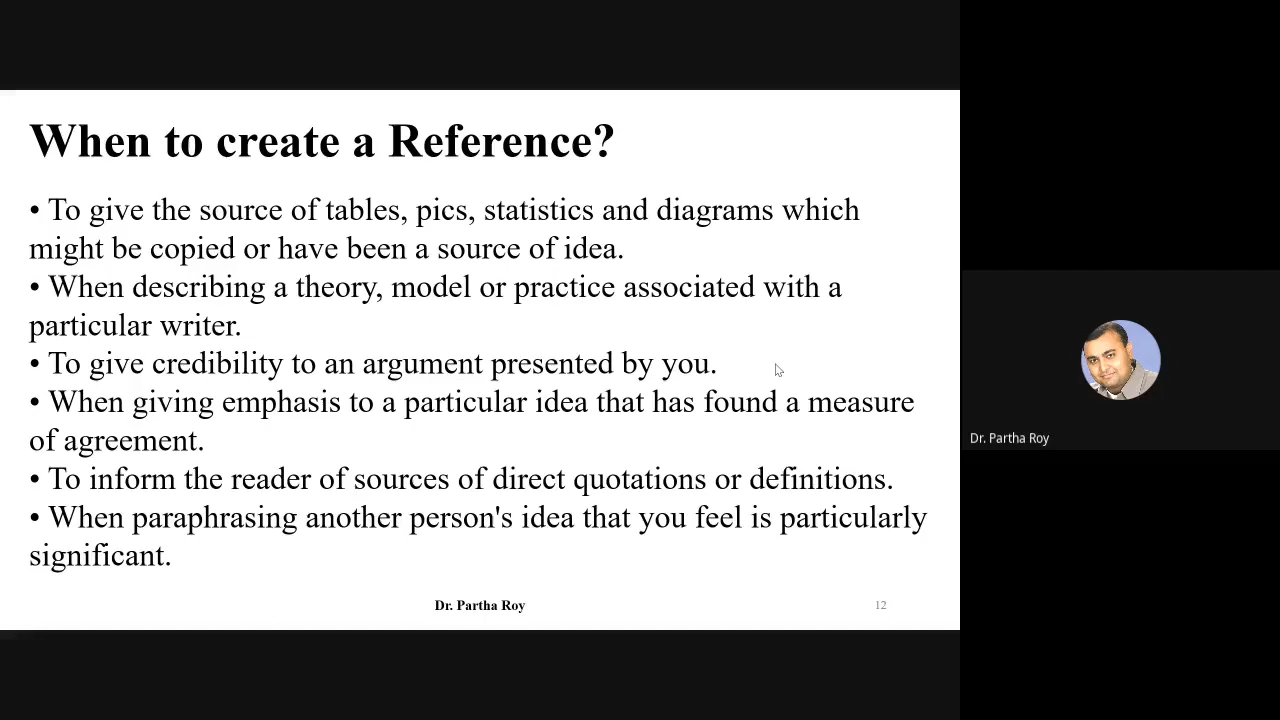 When to create a Reference?
• To give the source of tables, pics, statistics and diagrams which
might be copied or have been a source of idea.
• When describing a theory, model or practice associated with a
particular writer.
• To give credibility to an argument presented by you.
• When giving emphasis to a particular idea that has found a measure
of agreement.
• To inform the reader of sources of direct quotations or definitions.
• When paraphrasing another person's idea that you feel is particularly
significant.
Dr. Partha Roy
12
Dr. Partha Roy